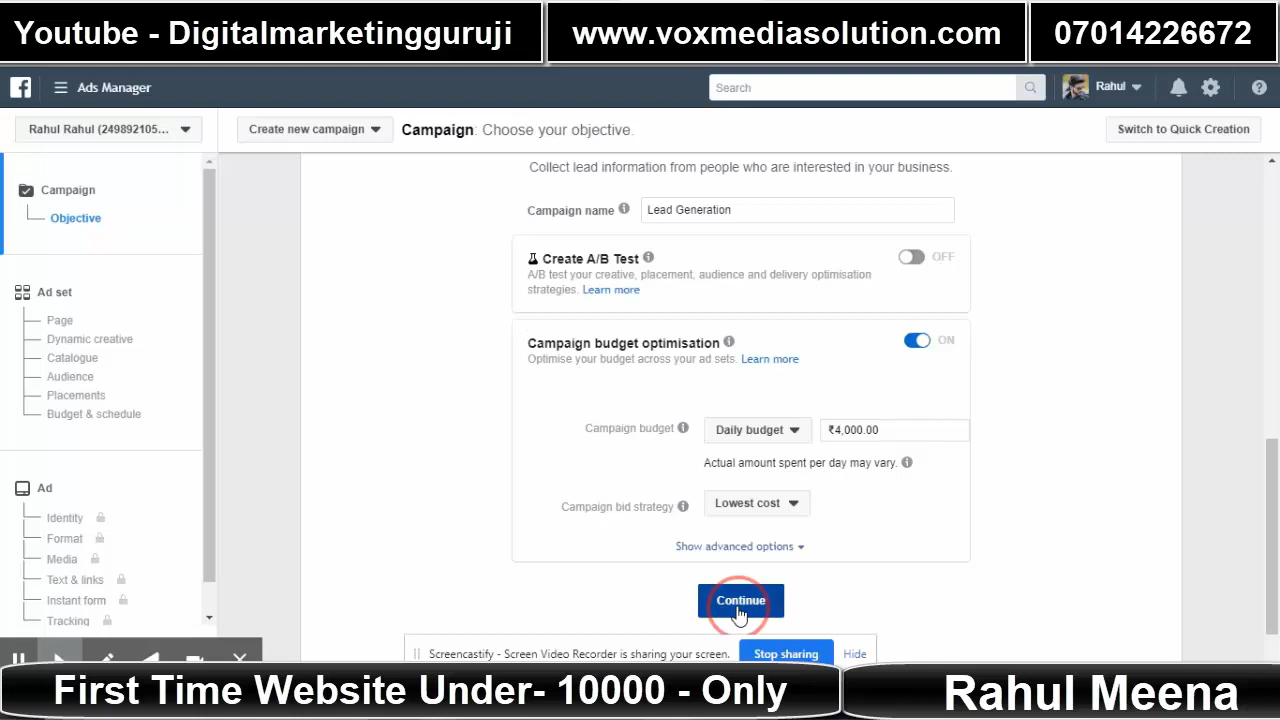 Youtube - Digitalmarketingguruji
www.voxmediasolution.com
07014226672
Ads Manager
Search
Rahul
Rahul Rahul (249892105...
Create new campaign
Campaign: Choose your objective.
Switch to Quick Creation
Campaign
Objective
Ad set
Page
Dynamic creative
Catalogue
Audience
Placements
Budget & schedule
Ad
Identity
Format
Media
Text & links
Instant form
Tracking
Collect lead information from people who are interested in your business.
Campaign name
Lead Generation
Create A/B Test
OFF
A/B test your creative, placement, audience and delivery optimisation
strategies. Learn more
Campaign budget optimisation
ON
Optimise your budget across your ad sets. Learn more
Campaign budget
Daily budget
₹4,000.00
Actual amount spent per day may vary.
Campaign bid strategy
Lowest cost
Show advanced options
Continue
Screencastify - Screen Video Recorder is sharing your screen.
Stop sharing
Hide
First Time Website Under- 10000 - Only
Rahul Meena